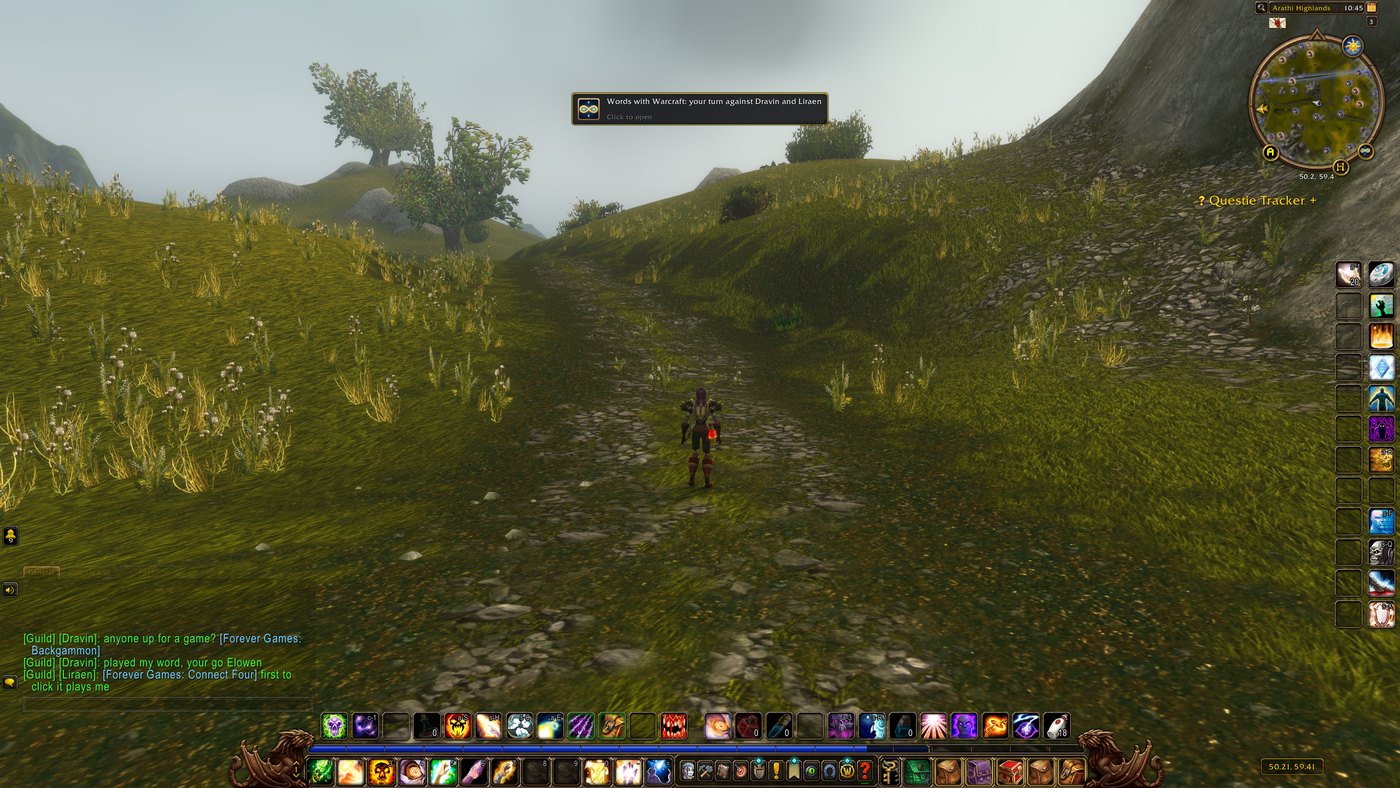 Arathi Highlands 10:45
3
Words with Warcraft: your turn against Dravin and Liraen
Click to open
50.2, 59.4
? Questie Tracker +
General
[Guild] [Dravin]: anyone up for a game? [Forever Games:
Backgammon]
[Guild] [Dravin]: played my word, your go Elowen
[Guild] [Liraen]: [Forever Games: Connect Four] first to
click it plays me
50.21, 59.41